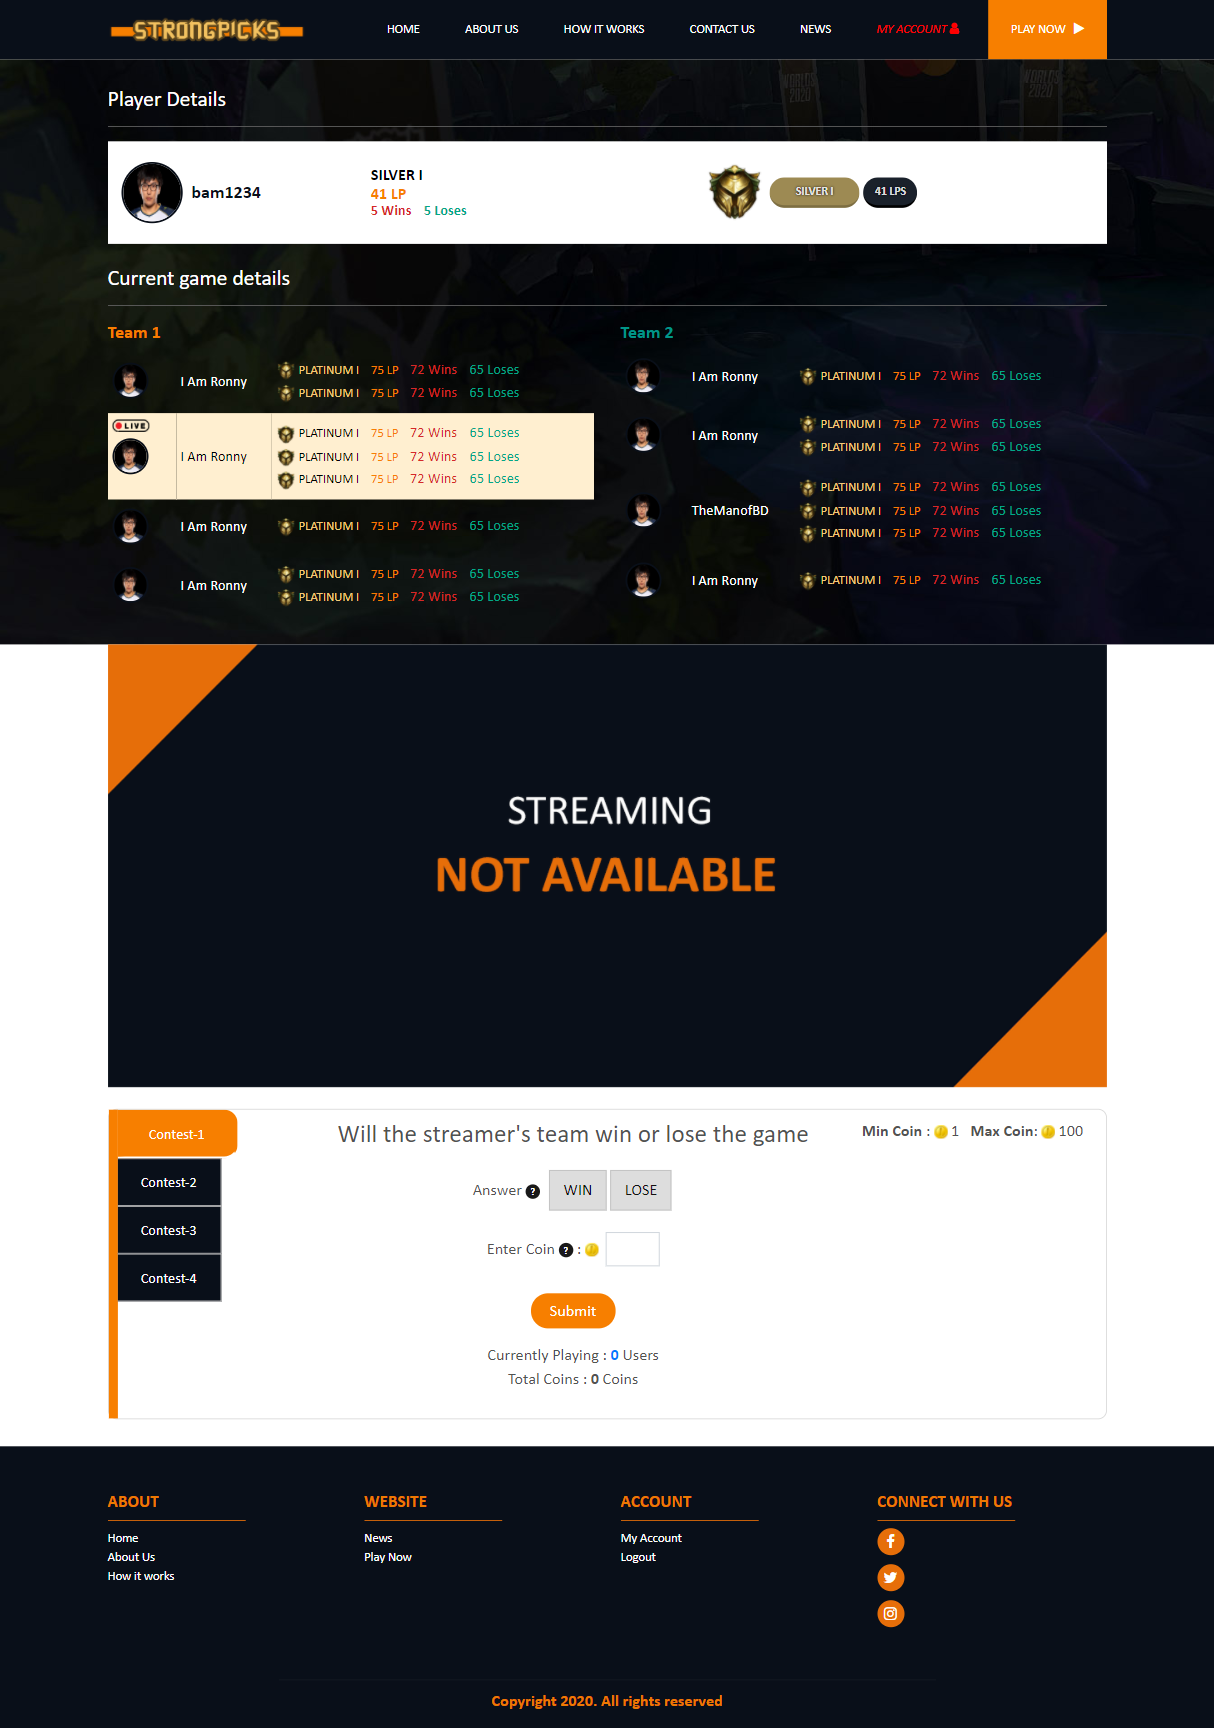 STRONGPICKS
HOME ABOUT US HOW IT WORKS CONTACT US NEWS MY ACCOUNT PLAY NOW
WORLDS 2020
WORLDS 2020
Player Details
bam1234
SILVER I
41 LP
5 Wins 5 Loses
SILVER I 41 LPS
Current game details
Team 1
I Am Ronny
PLATINUM I 75 LP 72 Wins 65 Loses
PLATINUM I 75 LP 72 Wins 65 Loses
LIVE
I Am Ronny
PLATINUM I 75 LP 72 Wins 65 Loses
PLATINUM I 75 LP 72 Wins 65 Loses
PLATINUM I 75 LP 72 Wins 65 Loses
I Am Ronny
PLATINUM I 75 LP 72 Wins 65 Loses
I Am Ronny
PLATINUM I 75 LP 72 Wins 65 Loses
PLATINUM I 75 LP 72 Wins 65 Loses
Team 2
I Am Ronny
PLATINUM I 75 LP 72 Wins 65 Loses
I Am Ronny
PLATINUM I 75 LP 72 Wins 65 Loses
PLATINUM I 75 LP 72 Wins 65 Loses
TheManofBD
PLATINUM I 75 LP 72 Wins 65 Loses
PLATINUM I 75 LP 72 Wins 65 Loses
PLATINUM I 75 LP 72 Wins 65 Loses
I Am Ronny
PLATINUM I 75 LP 72 Wins 65 Loses
STREAMING
NOT AVAILABLE
Contest-1
Contest-2
Contest-3
Contest-4
Will the streamer's team win or lose the game
Min Coin : 1 Max Coin: 100
Answer ? WIN LOSE
Enter Coin ? :
Submit
Currently Playing : 0 Users
Total Coins : 0 Coins
ABOUT
Home
About Us
How it works
WEBSITE
News
Play Now
ACCOUNT
My Account
Logout
CONNECT WITH US
Copyright 2020. All rights reserved